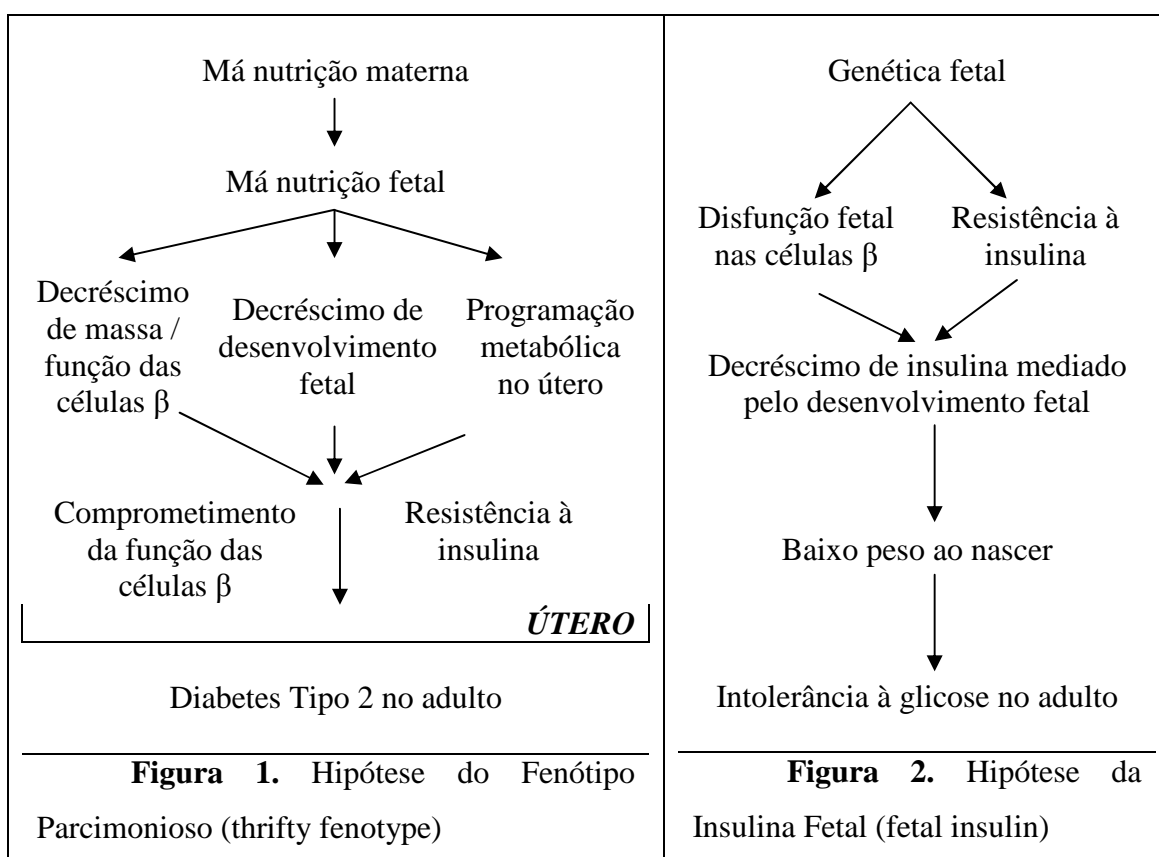 Má nutrição materna
Má nutrição fetal
Decréscimo
de massa /
função das
células β
Decréscimo de
desenvolvimento
fetal
Programação
metabólica
no útero
Comprometimento
da função das
células β
Resistência à
insulina
ÚTERO
Diabetes Tipo 2 no adulto
Figura 1. Hipótese do Fenótipo
Parcimonioso (thrifty fenotype)
Genética fetal
Disfunção fetal
nas células β
Resistência à
insulina
Decréscimo de insulina mediado
pelo desenvolvimento fetal
Baixo peso ao nascer
Intolerância à glicose no adulto
Figura 2. Hipótese da
Insulina Fetal (fetal insulin)